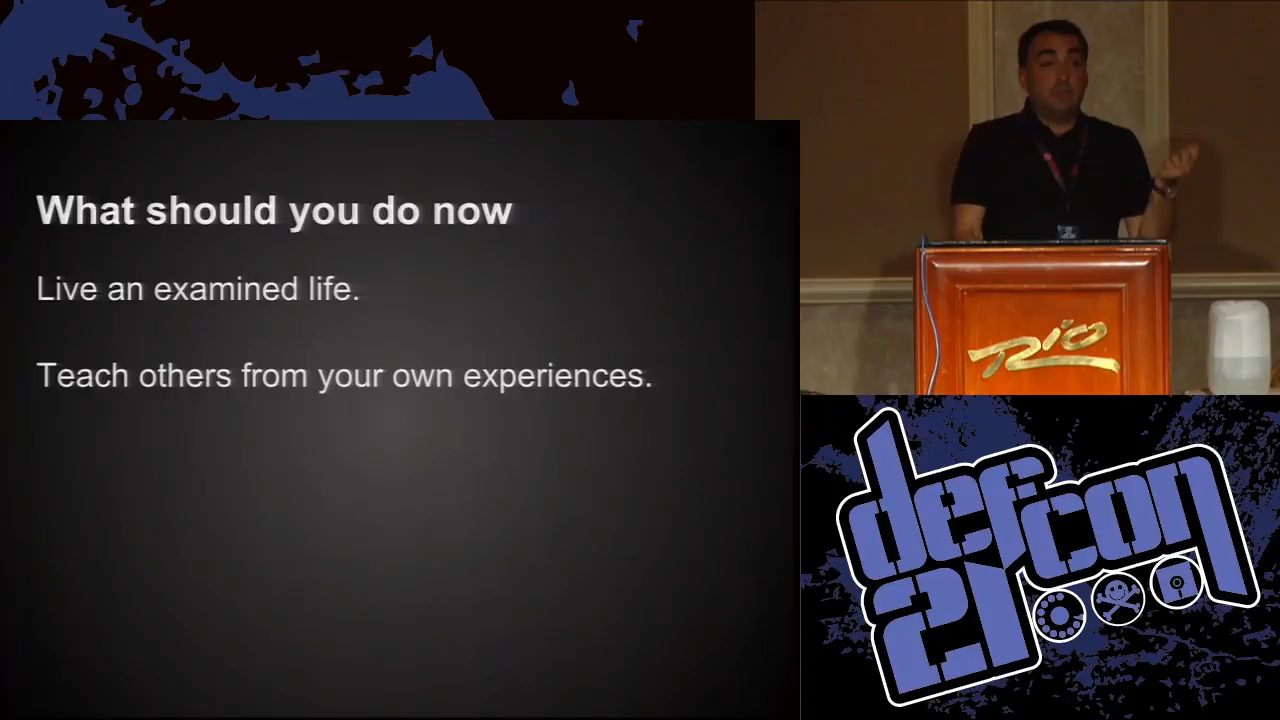 What should you do now
Live an examined life.
Teach others from your own experiences.
Rio
defcon
21